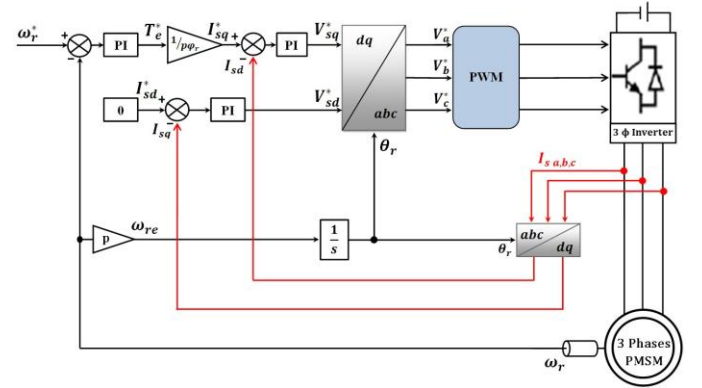 ω*r + − PI T*e 1/pφr I*sq + − Isd PI V*sq dq abc V*a V*b V*c PWM
0 I*sd + − Isq PI V*sd
θr
3 ϕ Inverter
Is a,b,c
p ωre 1/s θr abc dq
ωr
3 Phases
PMSM